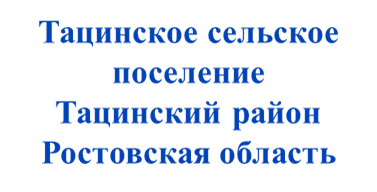 Тацинское сельское
поселение
Тацинский район
Ростовская область